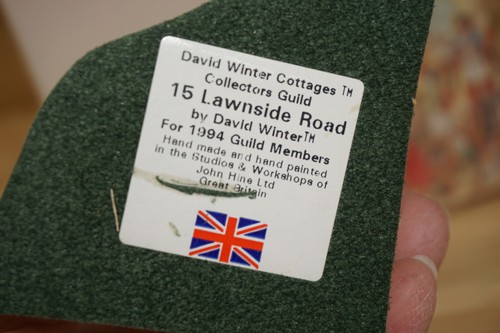 David Winter Cottages TM
Collectors Guild
15 Lawnside Road
by David Winter TM
For 1994 Guild Members
Hand made and hand painted
in the Studios & Workshops of
John Hine Ltd
Great Britain